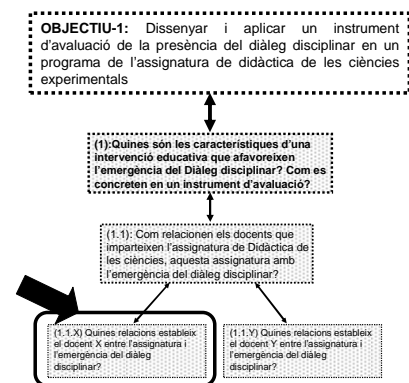 OBJECTIU-1: Dissenyar i aplicar un instrument
d'avaluació de la presència del diàleg disciplinar en un
programa de l'assignatura de didàctica de les ciències
experimentals
(1):Quines són les característiques d'una
intervenció educativa que afavoreixen
l'emergència del Diàleg disciplinar? Com es
concreten en un instrument d'avaluació?
(1.1): Com relacionen els docents que
imparteixen l'assignatura de Didàctica de
les ciències, aquesta assignatura amb
l'emergència del diàleg disciplinar?
(1.1.X) Quines relacions estableix
el docent X entre l'assignatura i
l'emergència del diàleg
disciplinar?
(1.1.Y) Quines relacions estableix
el docent Y entre l'assignatura i
l'emergència del diàleg
disciplinar?